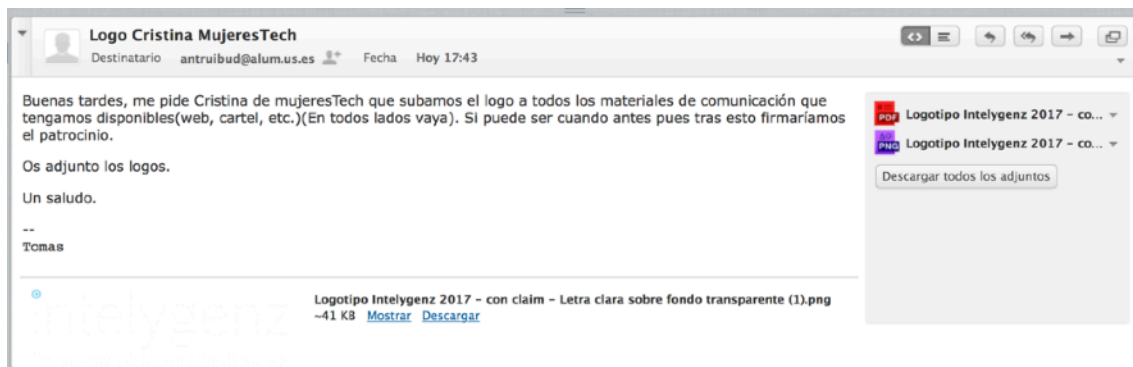 Logo Cristina MujeresTech
Destinatario antruibud@alum.us.es Fecha Hoy 17:43
Buenas tardes, me pide Cristina de mujeresTech que subamos el logo a todos los materiales de comunicación que
tengamos disponibles(web, cartel, etc.)(En todos lados vaya). Si puede ser cuando antes pues tras esto firmaríamos
el patrocinio.
Os adjunto los logos.
Un saludo.
--
Tomas
PDF Logotipo Intelygenz 2017 - co...
PNG Logotipo Intelygenz 2017 - co...
Descargar todos los adjuntos
intelygenz
Logotipo Intelygenz 2017 - con claim - Letra clara sobre fondo transparente (1).png
~41 KB Mostrar Descargar